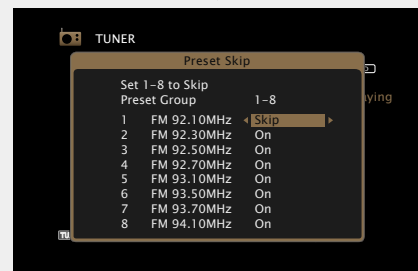 TUNER
Preset Skip
Set 1-8 to Skip
Preset Group 1-8
1 FM 92.10MHz Skip
2 FM 92.30MHz On
3 FM 92.50MHz On
4 FM 92.70MHz On
5 FM 93.10MHz On
6 FM 93.50MHz On
7 FM 93.70MHz On
8 FM 94.10MHz On
aying
TU